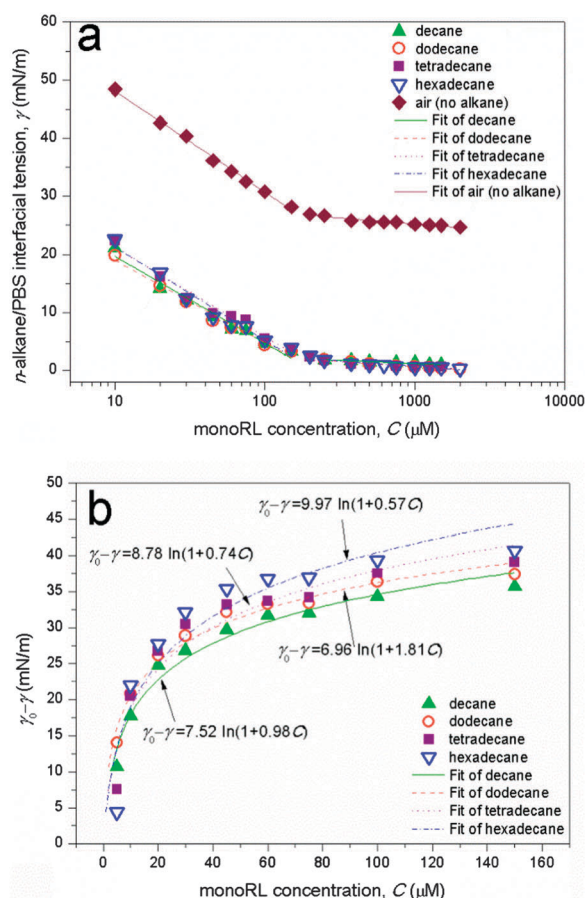 a
60
50
40
30
20
10
0
n-alkane/PBS interfacial tension, γ (mN/m)
decane
dodecane
tetradecane
hexadecane
air (no alkane)
Fit of decane
Fit of dodecane
Fit of tetradecane
Fit of hexadecane
Fit of air (no alkane)
10 100 1000 10000
monoRL concentration, C (μM)
b
50
45
40
35
30
25
20
15
10
5
0
γ₀−γ (mN/m)
γ₀−γ=9.97 ln(1+0.57C)
γ₀−γ=8.78 ln(1+0.74C)
γ₀−γ=6.96 ln(1+1.81C)
γ₀−γ=7.52 ln(1+0.98C)
decane
dodecane
tetradecane
hexadecane
Fit of decane
Fit of dodecane
Fit of tetradecane
Fit of hexadecane
0 20 40 60 80 100 120 140 160
monoRL concentration, C (μM)